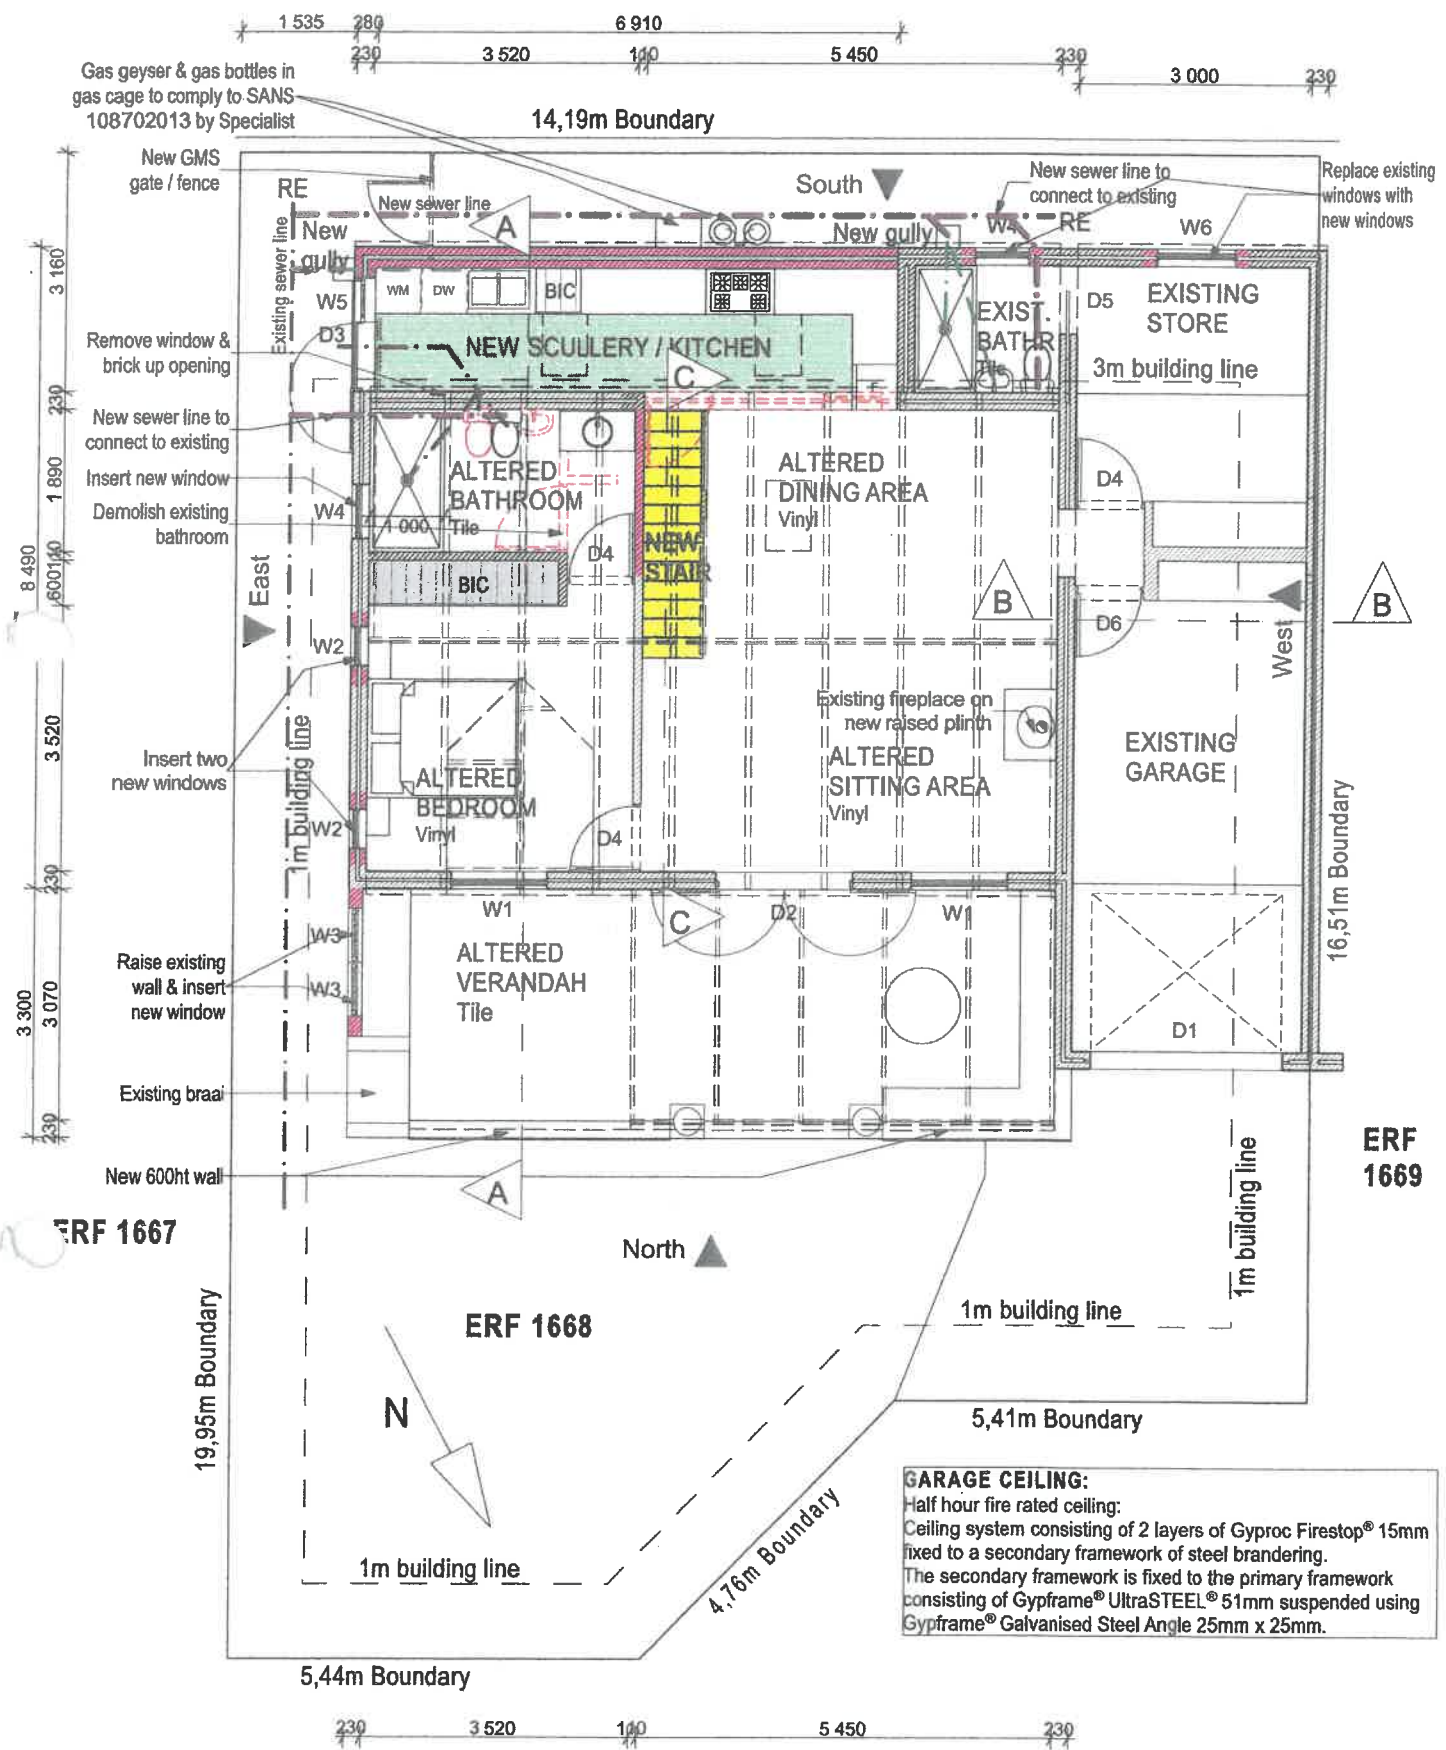 1 535
280
6 910
230
3 520
110
5 450
230
3 000
230
Gas geyser & gas bottles in
gas cage to comply to SANS
108702013 by Specialist
14,19m Boundary
New GMS
gate / fence
South
New sewer line to
connect to existing
Replace existing
windows with
new windows
RE
New sewer line
A
New
gully
New gully
W4
RE
W6
Existing sewer line
W5
WM
DW
BIC
D3
D5
EXISTING
STORE
EXIST.
BATHR
Tile
3 160
Remove window &
brick up opening
NEW SCULLERY / KITCHEN
C
3m building line
230
New sewer line to
connect to existing
1 890
Insert new window
ALTERED
BATHROOM
Tile
ALTERED
DINING AREA
Vinyl
D4
W4
1 000
Demolish existing
bathroom
D4
NEW
STAIR
8 490
600
East
BIC
B
B
D6
West
W2
Existing fireplace on
new raised plinth
3 520
Insert two
new windows
1m building line
ALTERED
BEDROOM
Vinyl
ALTERED
SITTING AREA
Vinyl
EXISTING
GARAGE
W2
D4
16,51m Boundary
230
W1
C
D2
W1
W3
W3
Raise existing
wall & insert
new window
ALTERED
VERANDAH
Tile
3 300
3 070
D1
Existing braai
230
New 600ht wall
A
ERF
1669
1m building line
ERF 1667
North
19,95m Boundary
ERF 1668
1m building line
N
5,41m Boundary
4,76m Boundary
1m building line
5,44m Boundary
GARAGE CEILING:
Half hour fire rated ceiling:
Ceiling system consisting of 2 layers of Gyproc Firestop® 15mm
fixed to a secondary framework of steel brandering.
The secondary framework is fixed to the primary framework
consisting of Gypframe® UltraSTEEL® 51mm suspended using
Gypframe® Galvanised Steel Angle 25mm x 25mm.
230
3 520
110
5 450
230